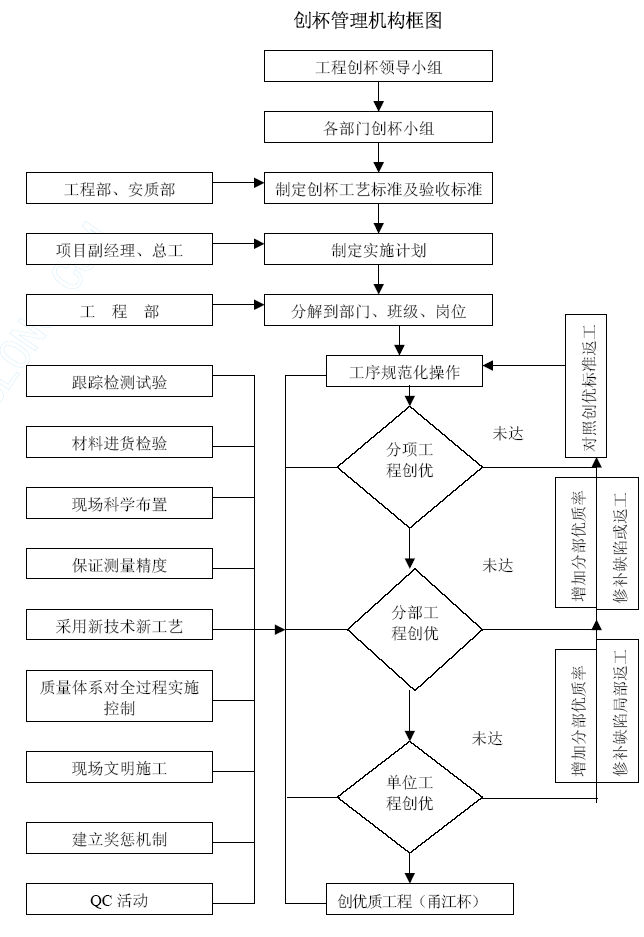 创杯管理机构框图
工程创杯领导小组
各部门创杯小组
工程部、安质部
制定创杯工艺标准及验收标准
项目副经理、总工
制定实施计划
工 程 部
分解到部门、班级、岗位
对照创优标准返工
工序规范化操作
跟踪检测试验
未达
材料进货检验
分项工
程创优
现场科学布置
增加分部优质率
修补缺陷或返工
保证测量精度
未达
采用新技术新工艺
分部工
程创优
质量体系对全过程实施
控制
增加分部优质率
修补缺陷局部返工
未达
现场文明施工
单位工
程创优
建立奖惩机制
QC 活动
创优质工程（甬江杯）